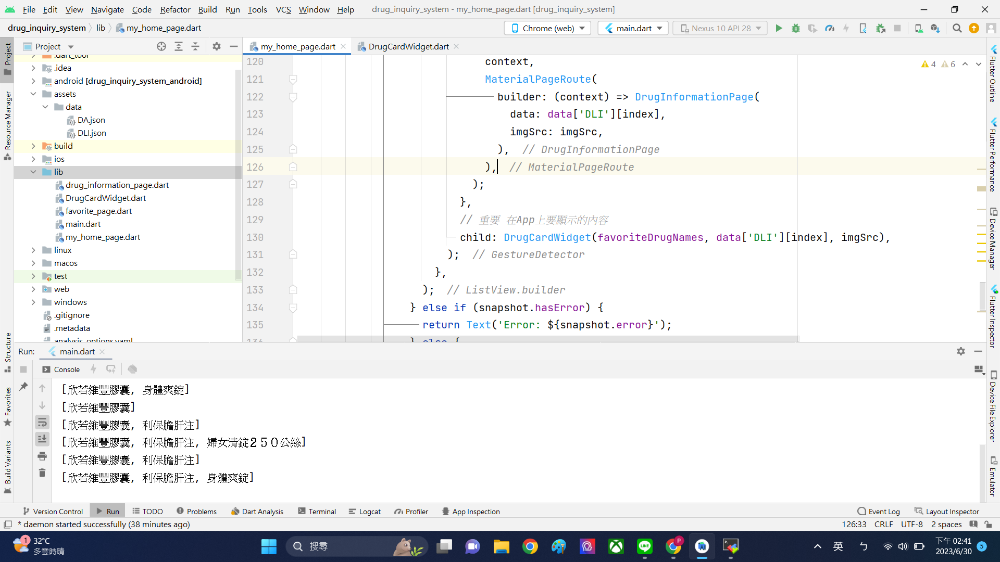 File Edit View Navigate Code Refactor Build Run Tools VCS Window Help drug_inquiry_system - my_home_page.dart [drug_inquiry_system]
drug_inquiry_system lib my_home_page.dart Chrome (web) main.dart Nexus 10 API 28
Project my_home_page.dart DrugCardWidget.dart
.dart_tool
.idea
android [drug_inquiry_system_android]
assets
data
DA.json
DLI.json
build
ios
lib
drug_information_page.dart
DrugCardWidget.dart
favorite_page.dart
main.dart
my_home_page.dart
linux
macos
test
web
windows
.gitignore
.metadata
analysis_options.yaml
120 context,
121 MaterialPageRoute(
122 builder: (context) => DrugInformationPage(
123 data: data['DLI'][index],
124 imgSrc: imgSrc,
125 ), // DrugInformationPage
126 ), // MaterialPageRoute
127 );
128 },
129 // 重要 在App上要顯示的內容
130 child: DrugCardWidget(favoriteDrugNames, data['DLI'][index], imgSrc),
131 ); // GestureDetector
132 },
133 ); // ListView.builder
134 } else if (snapshot.hasError) {
135 return Text('Error: ${snapshot.error}');
136 } else {
4 6
Project
Resource Manager
Structure
Favorites
Build Variants
Flutter Outline
Flutter Performance
Device Manager
Flutter Inspector
Device File Explorer
Emulator
Run: main.dart
Console
[欣若維豐膠囊, 身體爽錠]
[欣若維豐膠囊]
[欣若維豐膠囊, 利保膽肝注]
[欣若維豐膠囊, 利保膽肝注, 婦女清錠２５０公絲]
[欣若維豐膠囊, 利保膽肝注]
[欣若維豐膠囊, 利保膽肝注, 身體爽錠]
Version Control Run TODO Problems Dart Analysis Terminal Logcat Profiler App Inspection Event Log Layout Inspector
* daemon started successfully (38 minutes ago) 126:33 CRLF UTF-8 2 spaces
1 32°C
多雲時晴
搜尋
LINE
P
英 ㄅ
下午 02:41
2023/6/30
5